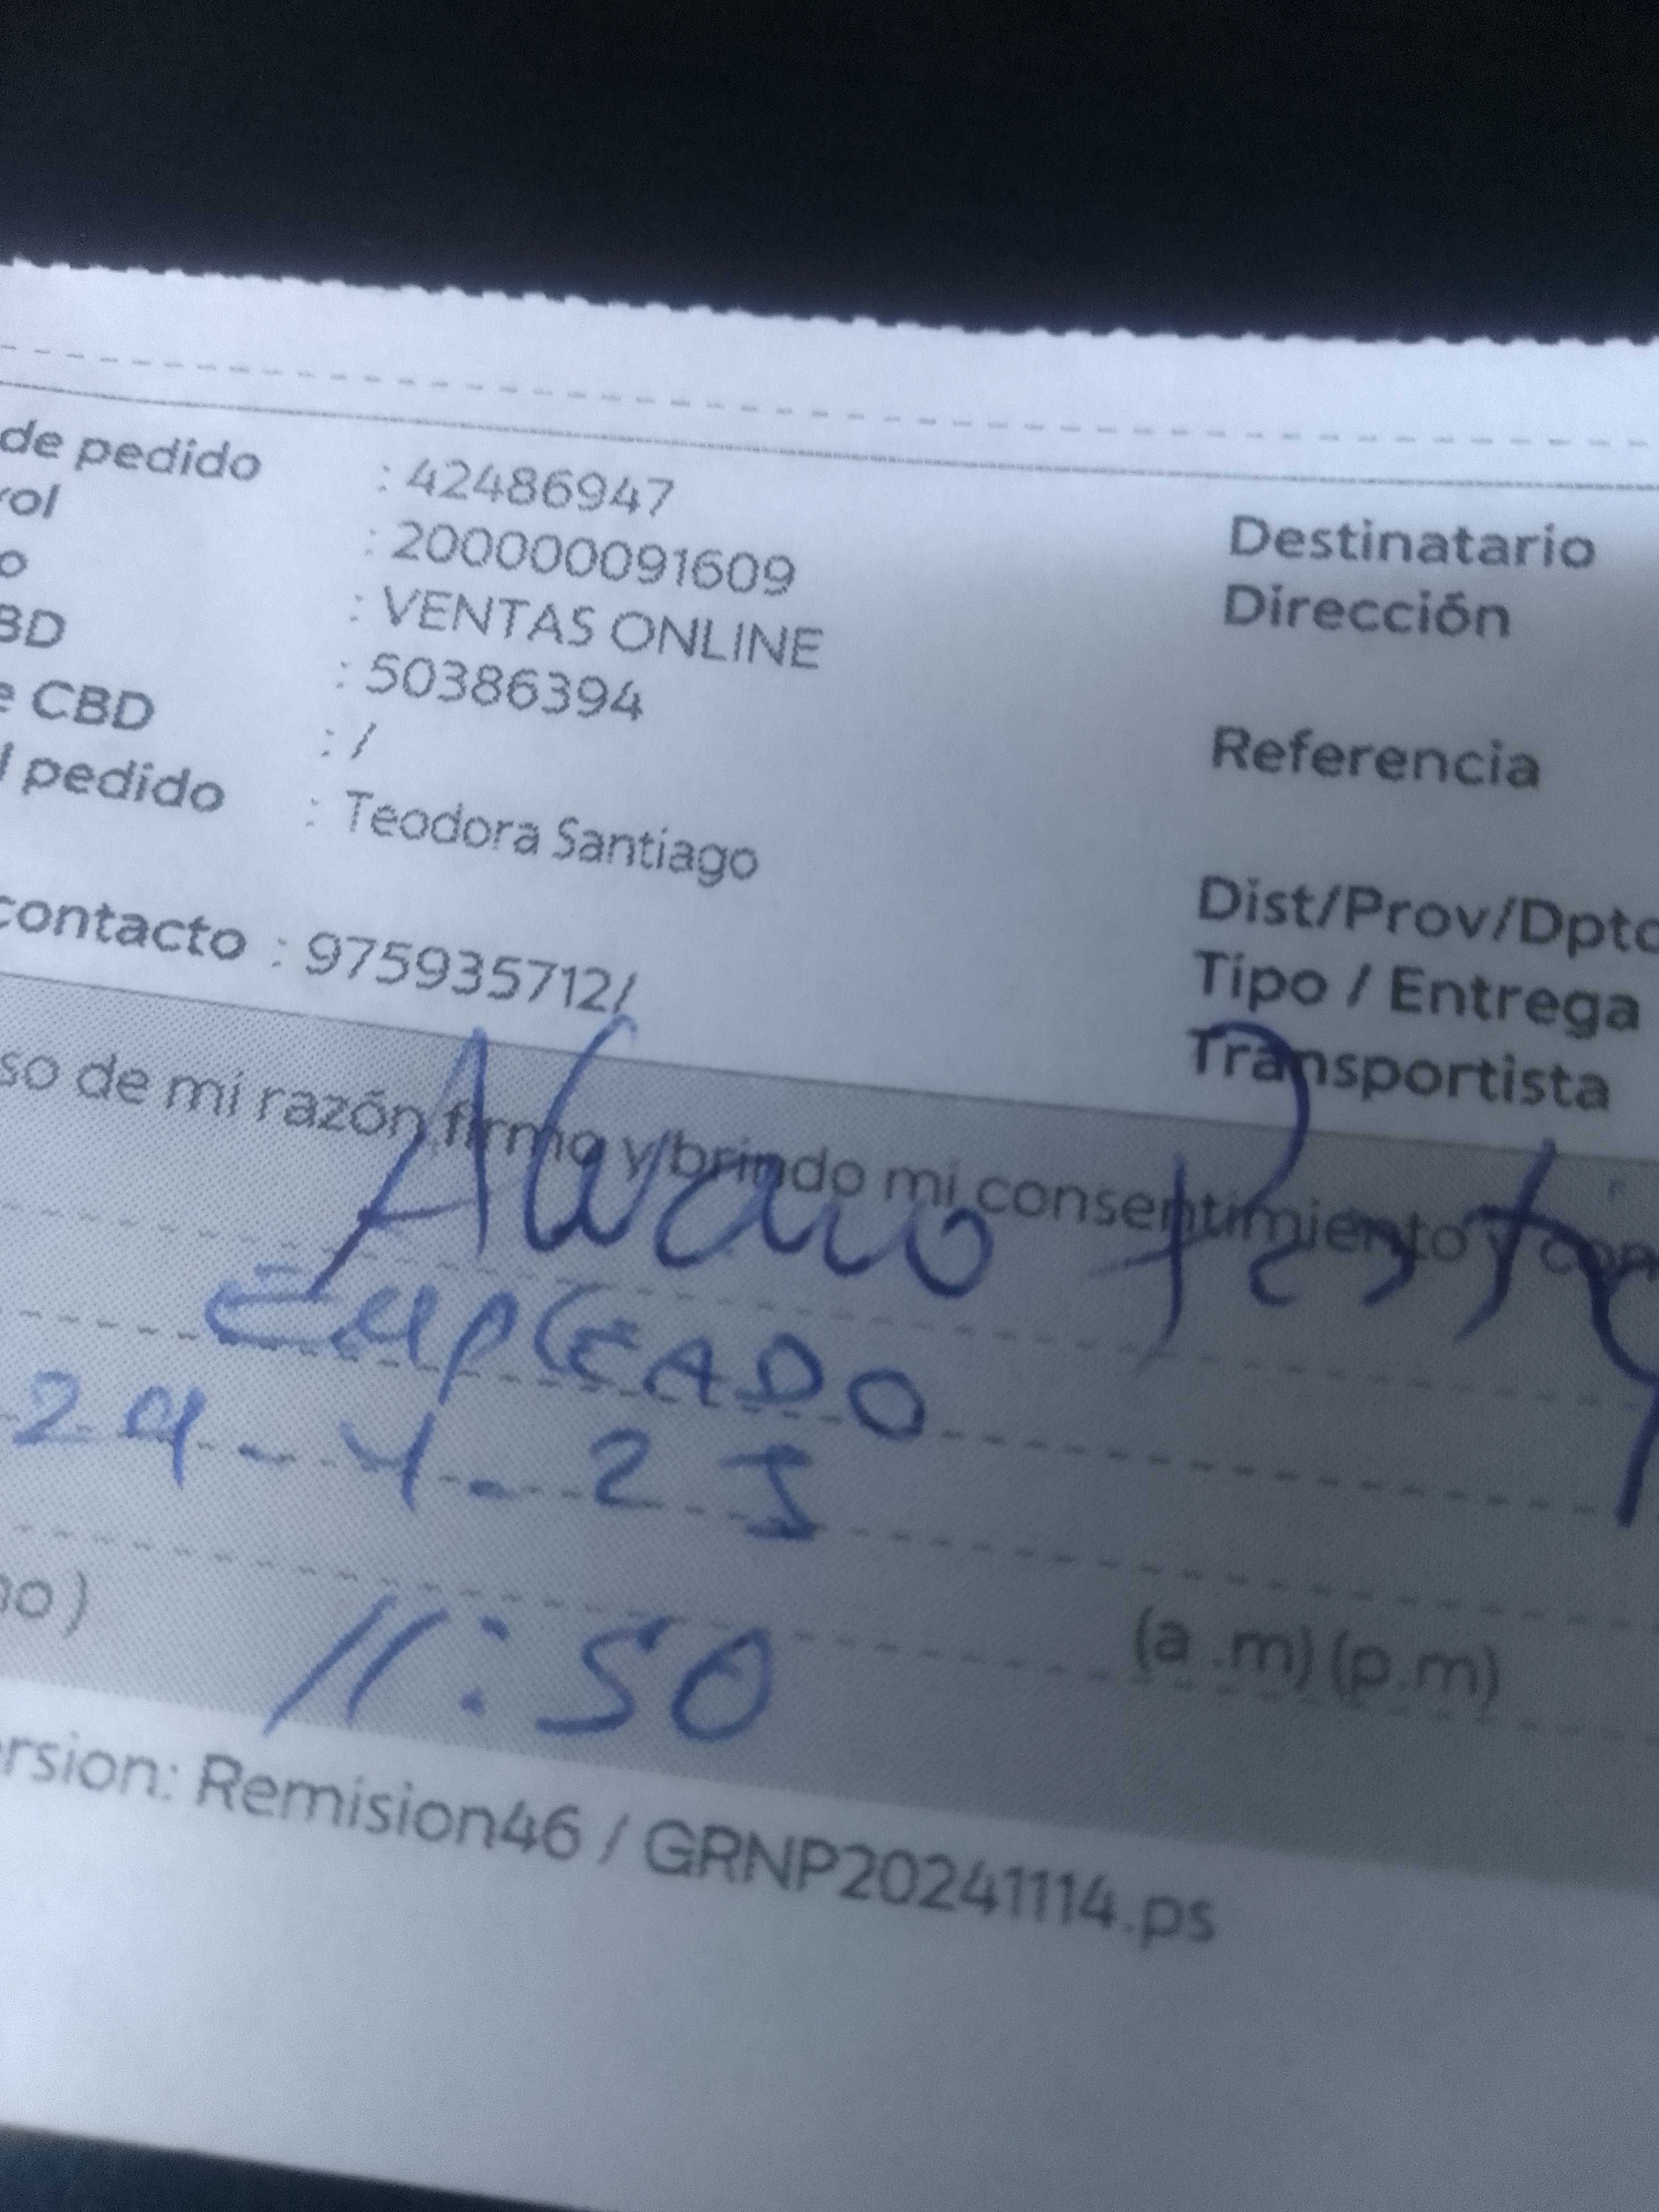 de pedido : 42486947
rol : 200000091609
o : VENTAS ONLINE
BD : 50386394
e CBD : /
l pedido : Teodora Santiago
contacto : 975935712/
Destinatario
Dirección
Referencia
Dist/Prov/Dpto
Tipo / Entrega
Transportista
so de mi razón firmo y brindo mi consentimiento y con
Alvaro
EMPLEADO
29-4-25
no) 11:50 (a .m) (p.m)
ersion: Remision46 / GRNP20241114.ps